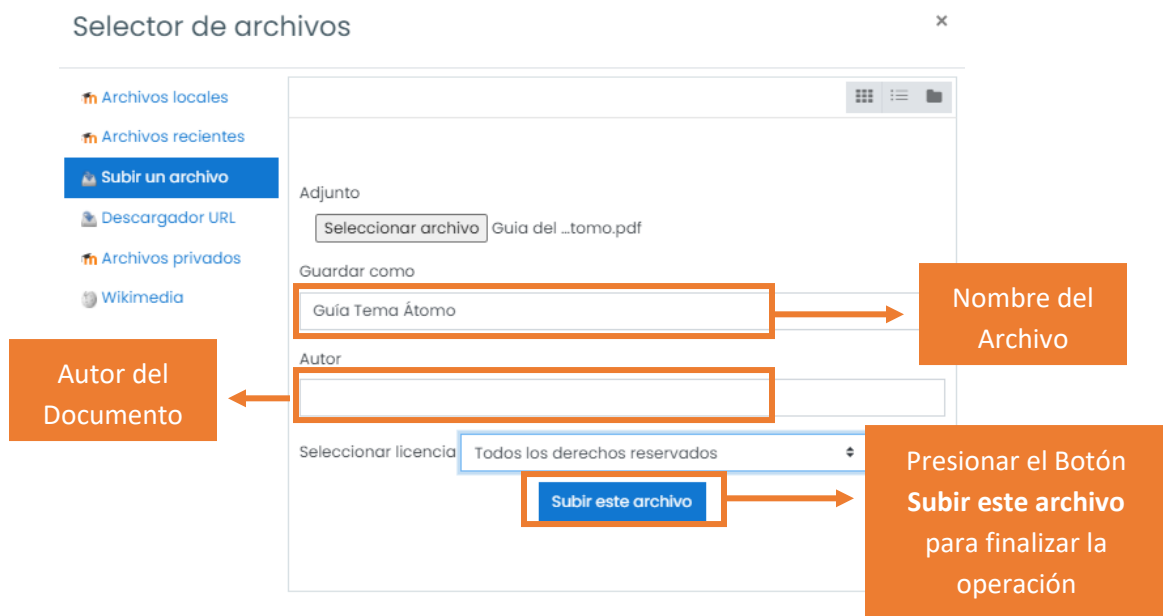 Selector de archivos
×
Archivos locales
Archivos recientes
Subir un archivo
Descargador URL
Archivos privados
Wikimedia
Adjunto
Seleccionar archivo Guia del ...tomo.pdf
Guardar como
Guía Tema Átomo
Nombre del
Archivo
Autor
Autor del
Documento
Seleccionar licencia Todos los derechos reservados
Subir este archivo
Presionar el Botón
Subir este archivo
para finalizar la
operación